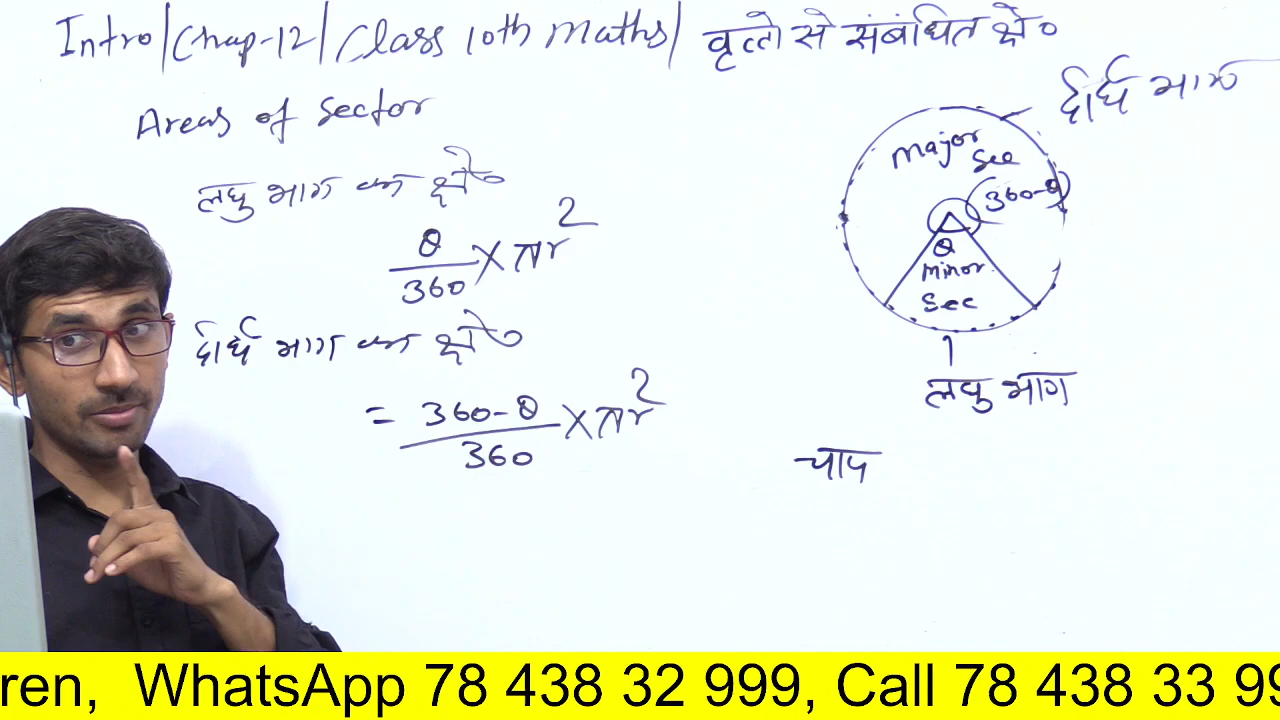 Intro/Chap-12/Class 10th Maths/ वृत्तो से संबंधित क्षे०
Areas of Sector
लघु भाग का क्षे०
θ/360 × πr²
दीर्घ भाग का क्षे०
= 360-θ/360 × πr²
दीर्घ भाग
Major
Sec
(360-θ)
θ
Minor
Sec
लघु भाग
चाप
ren, WhatsApp 78 438 32 999, Call 78 438 33 99